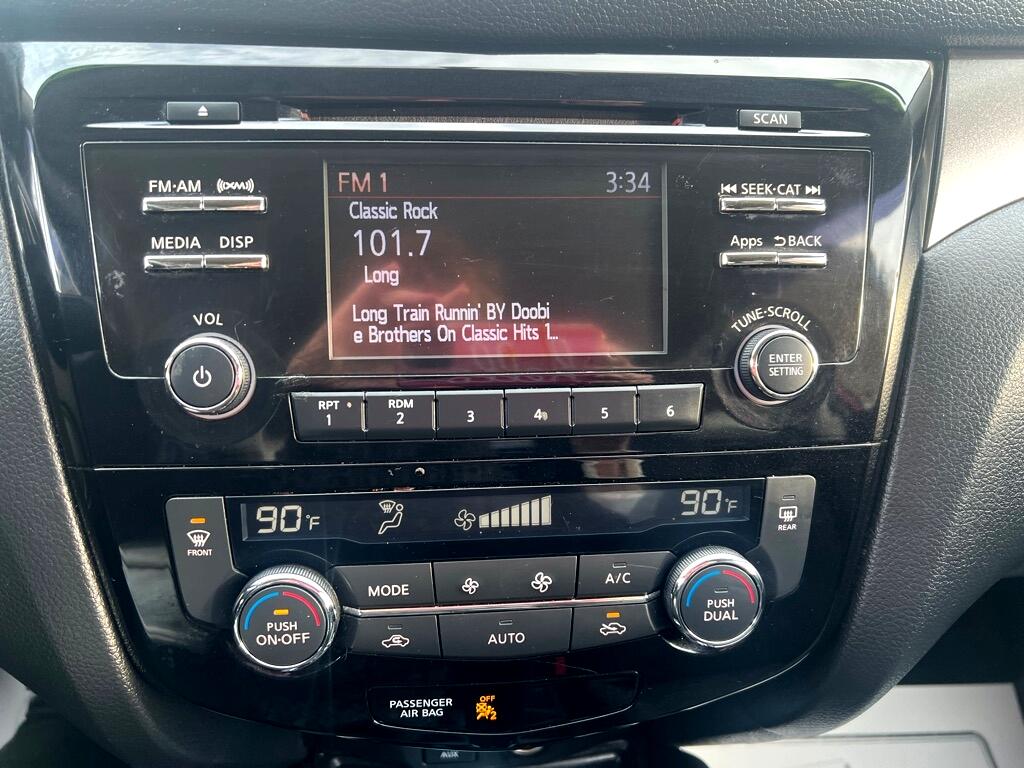 SCAN
FM·AM ((XM)) SEEK·CAT
MEDIA DISP Apps BACK
FM 1 3:34
Classic Rock
101.7
Long
Long Train Runnin' BY Doobi
e Brothers On Classic Hits 1...
VOL TUNE·SCROLL
ENTER
SETTING
RPT RDM
1 2 3 4 5 6
90°F 90°F
FRONT REAR
MODE A/C
PUSH
ON·OFF
AUTO
PUSH
DUAL
PASSENGER
AIR BAG
OFF
2